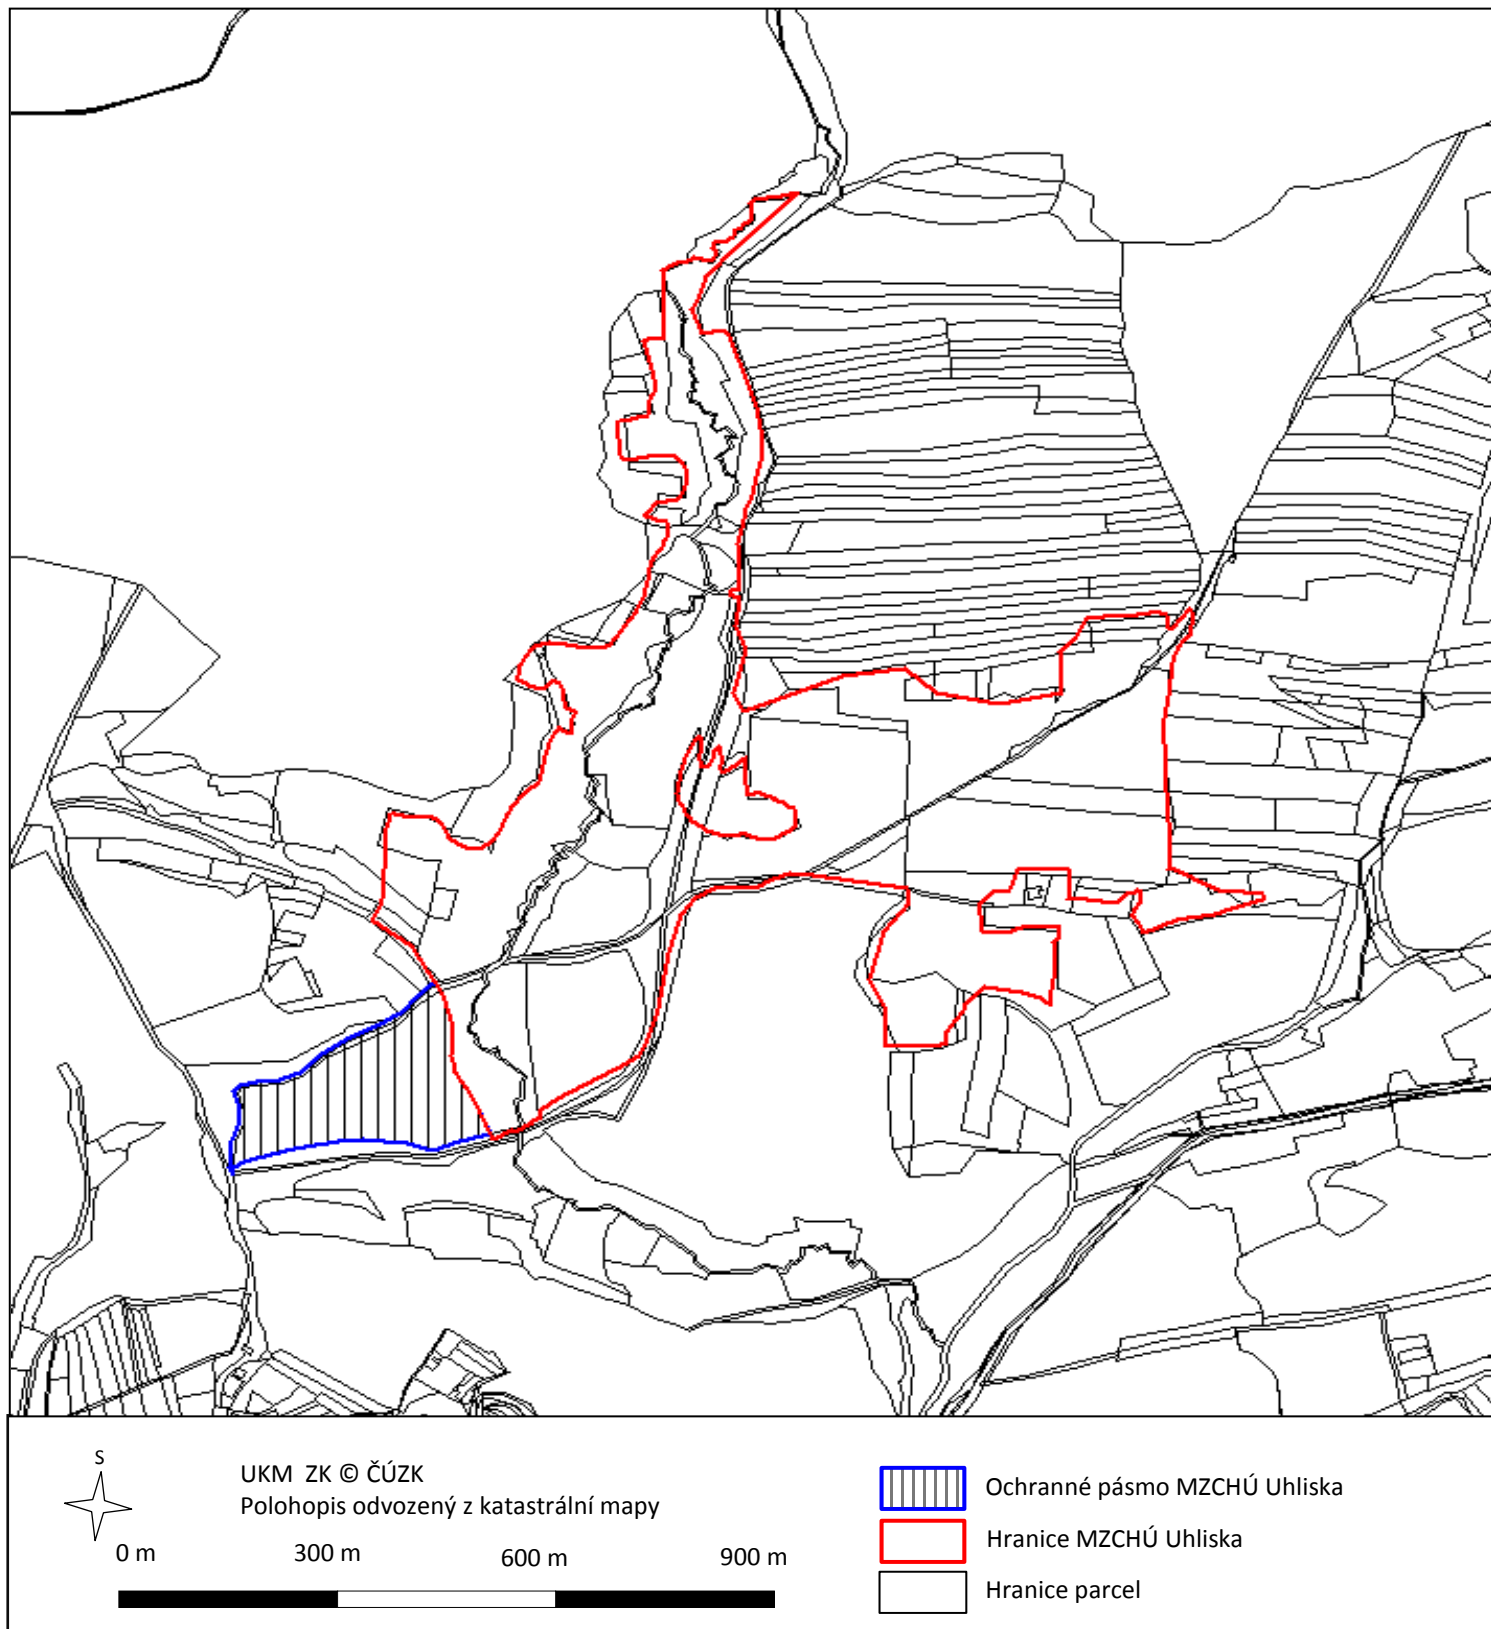 S
UKM ZK © ČÚZK
Polohopis odvozený z katastrální mapy
0 m 300 m 600 m 900 m
Ochranné pásmo MZCHÚ Uhliska
Hranice MZCHÚ Uhliska
Hranice parcel